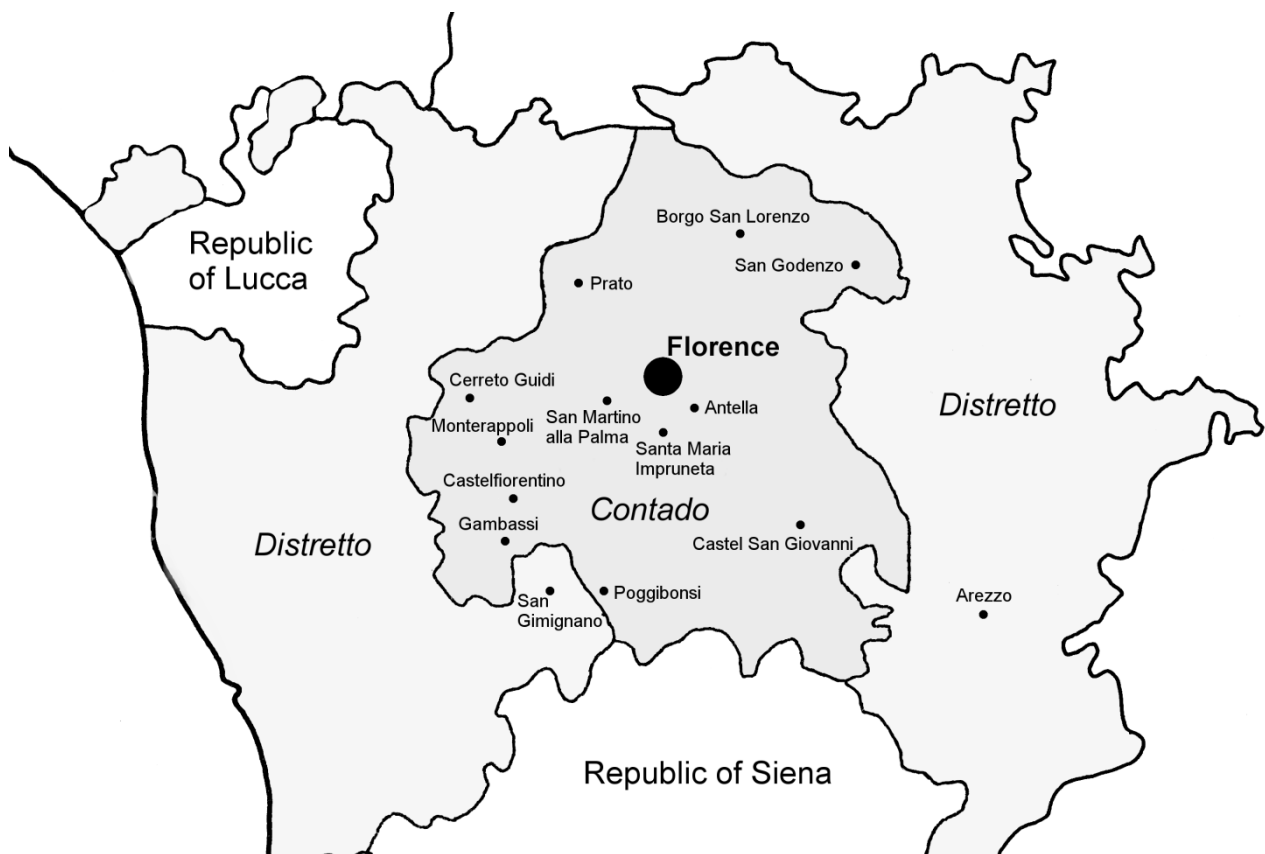 Borgo San Lorenzo
Republic
of Lucca
San Godenzo
Prato
Florence
Cerreto Guidi
Distretto
Antella
San Martino
alla Palma
Monterappoli
Santa Maria
Impruneta
Castelfiorentino
Contado
Gambassi
Castel San Giovanni
Distretto
San
Gimignano
Poggibonsi
Arezzo
Republic of Siena